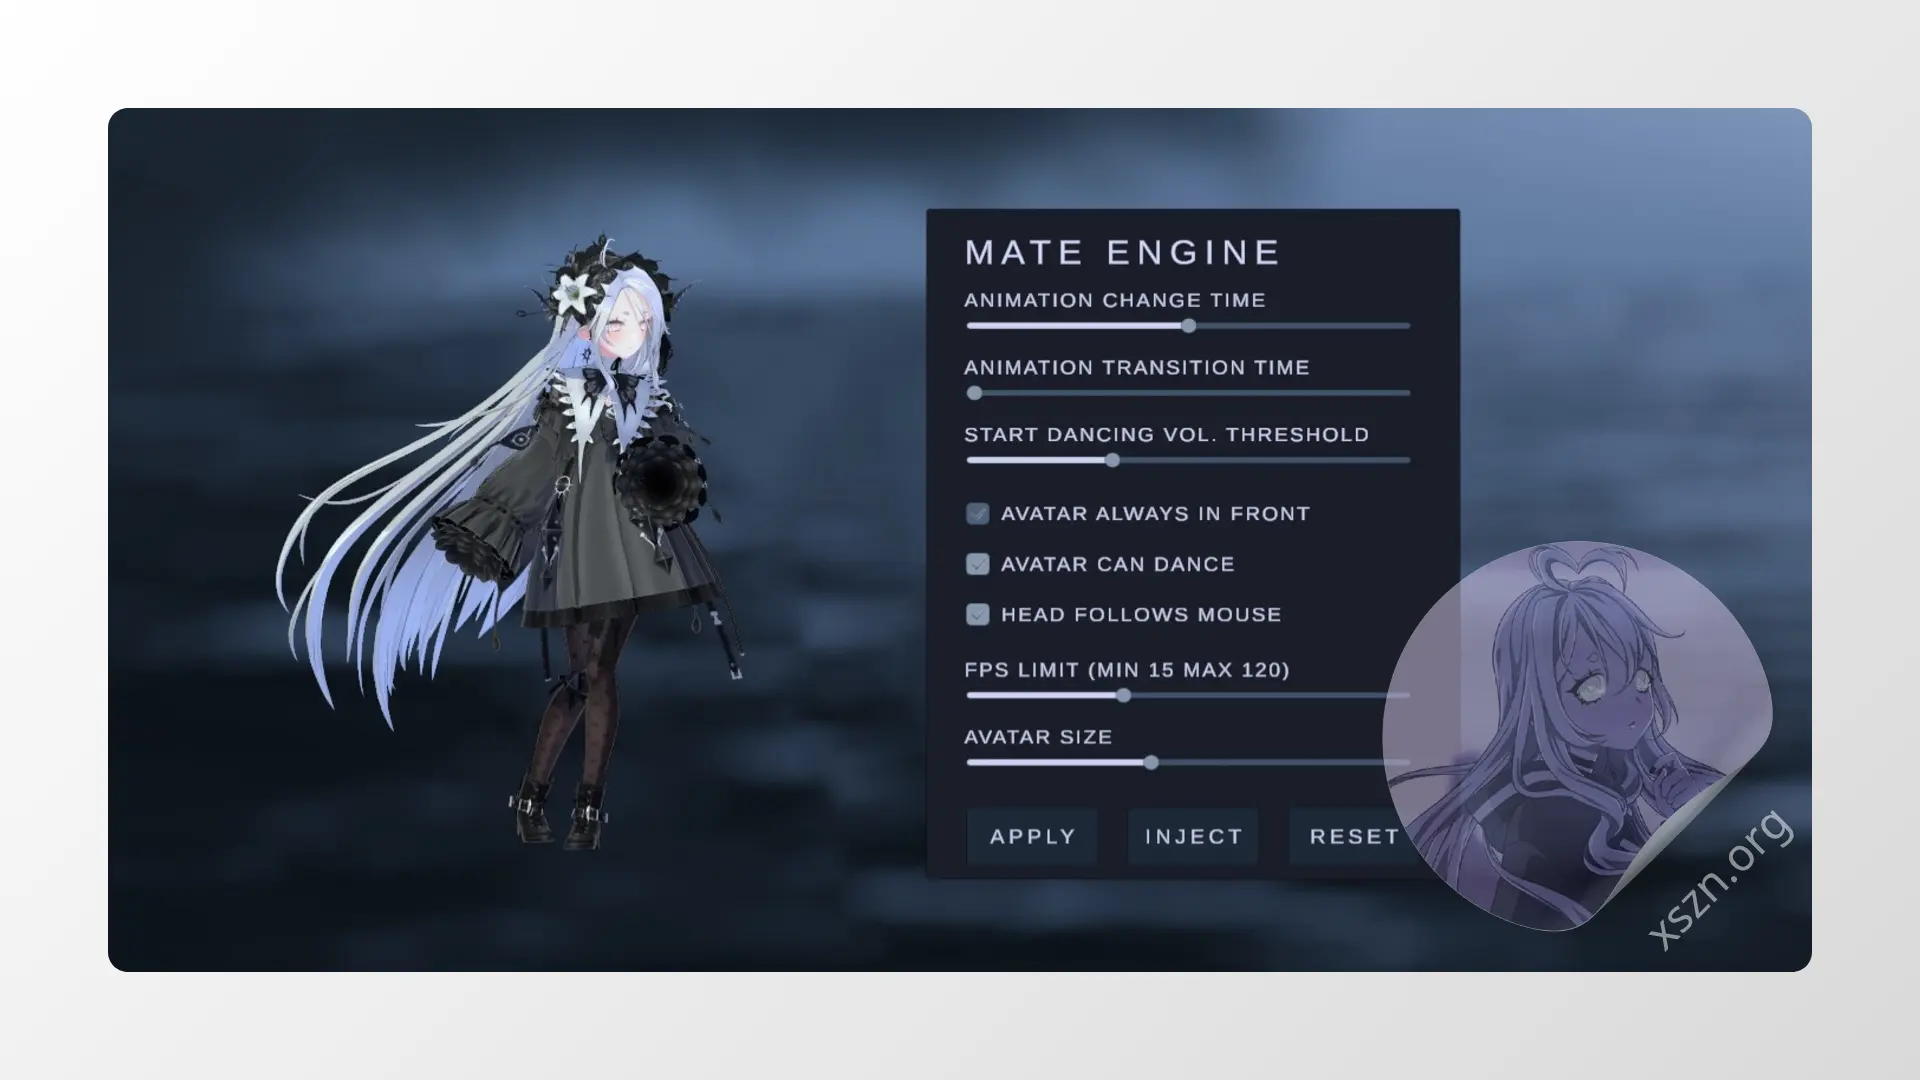 MATE ENGINE
ANIMATION CHANGE TIME
ANIMATION TRANSITION TIME
START DANCING VOL. THRESHOLD
AVATAR ALWAYS IN FRONT
AVATAR CAN DANCE
HEAD FOLLOWS MOUSE
FPS LIMIT (MIN 15 MAX 120)
AVATAR SIZE
APPLY INJECT RESET
xszn.org